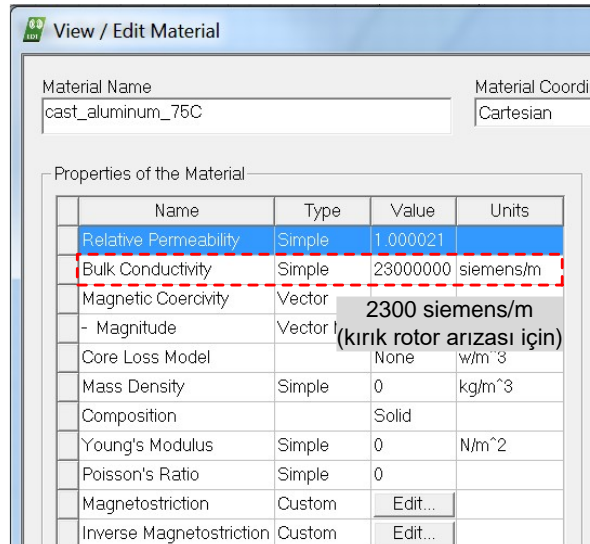 View / Edit Material
Material Name
Material Coordi
cast_aluminum_75C
Cartesian
Properties of the Material
Name Type Value Units
Relative Permeability Simple 1.000021
Bulk Conductivity Simple 23000000 siemens/m
Magnetic Coercivity Vector
- Magnitude Vector
2300 siemens/m
(kırık rotor arızası için)
Core Loss Model None w/m^3
Mass Density Simple 0 kg/m^3
Composition Solid
Young's Modulus Simple 0 N/m^2
Poisson's Ratio Simple 0
Magnetostriction Custom Edit...
Inverse Magnetostriction Custom Edit...